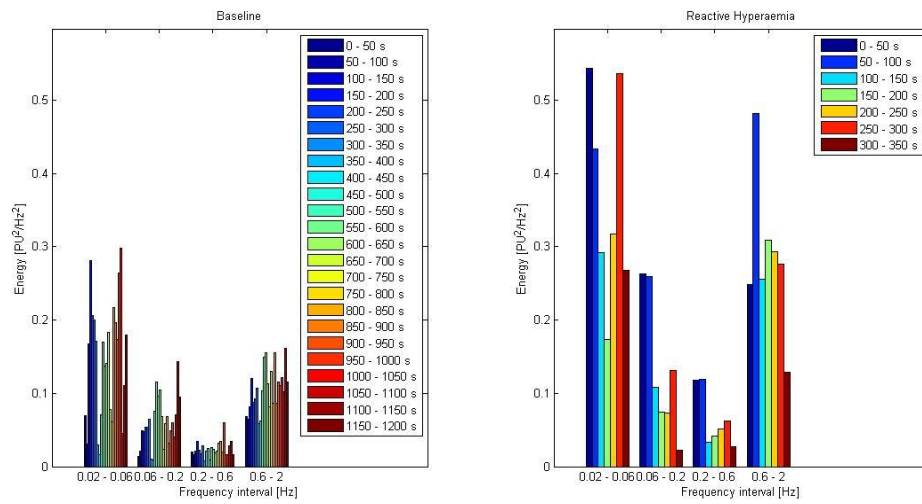 Baseline
Energy [PU²/Hz²]
0.5
0.4
0.3
0.2
0.1
0
0.02 - 0.06 0.06 - 0.2 0.2 - 0.6 0.6 - 2
Frequency interval [Hz]
0 - 50 s
50 - 100 s
100 - 150 s
150 - 200 s
200 - 250 s
250 - 300 s
300 - 350 s
350 - 400 s
400 - 450 s
450 - 500 s
500 - 550 s
550 - 600 s
600 - 650 s
650 - 700 s
700 - 750 s
750 - 800 s
800 - 850 s
850 - 900 s
900 - 950 s
950 - 1000 s
1000 - 1050 s
1050 - 1100 s
1100 - 1150 s
1150 - 1200 s
Reactive Hyperaemia
Energy [PU²/Hz²]
0.5
0.4
0.3
0.2
0.1
0
0.02 - 0.06 0.06 - 0.2 0.2 - 0.6 0.6 - 2
Frequency interval [Hz]
0 - 50 s
50 - 100 s
100 - 150 s
150 - 200 s
200 - 250 s
250 - 300 s
300 - 350 s